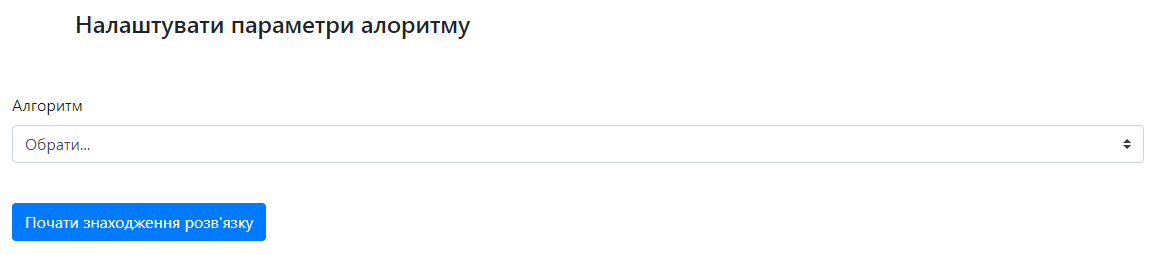 Налаштувати параметри алоритму
Алгоритм
Обрати...
Почати знаходження розв'язку